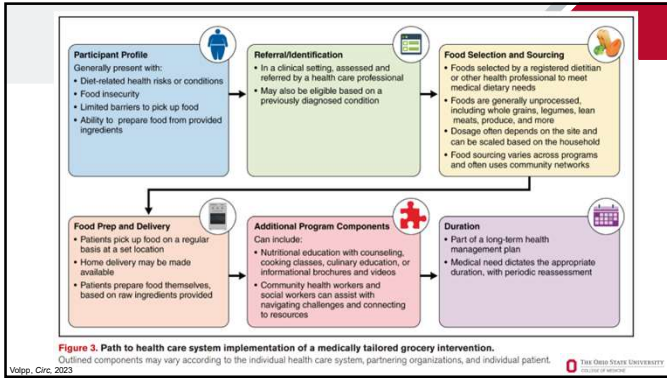 Participant Profile
Generally present with:
• Diet-related health risks or conditions
• Food insecurity
• Limited barriers to pick up food
• Ability to prepare food from provided
ingredients
Referral/Identification
• In a clinical setting, assessed and
referred by a health care professional
• May also be eligible based on a
previously diagnosed condition
Food Selection and Sourcing
• Foods selected by a registered dietitian
or other health professional to meet
medical dietary needs
• Foods are generally unprocessed,
including whole grains, legumes, lean
meats, produce, and more
• Dosage often depends on the site and
can be scaled based on the household
• Food sourcing varies across programs
and often uses community networks
Food Prep and Delivery
• Patients pick up food on a regular
basis at a set location
• Home delivery may be made
available
• Patients prepare food themselves,
based on raw ingredients provided
Additional Program Components
Can include:
• Nutritional education with counseling,
cooking classes, culinary education, or
informational brochures and videos
• Community health workers and
social workers can assist with
navigating challenges and connecting
to resources
Duration
• Part of a long-term health
management plan
• Medical need dictates the appropriate
duration, with periodic reassessment
Figure 3. Path to health care system implementation of a medically tailored grocery intervention.
Outlined components may vary according to the individual health care system, partnering organizations, and individual patient.
Volpp, Circ, 2023
THE OHIO STATE UNIVERSITY
COLLEGE OF MEDICINE